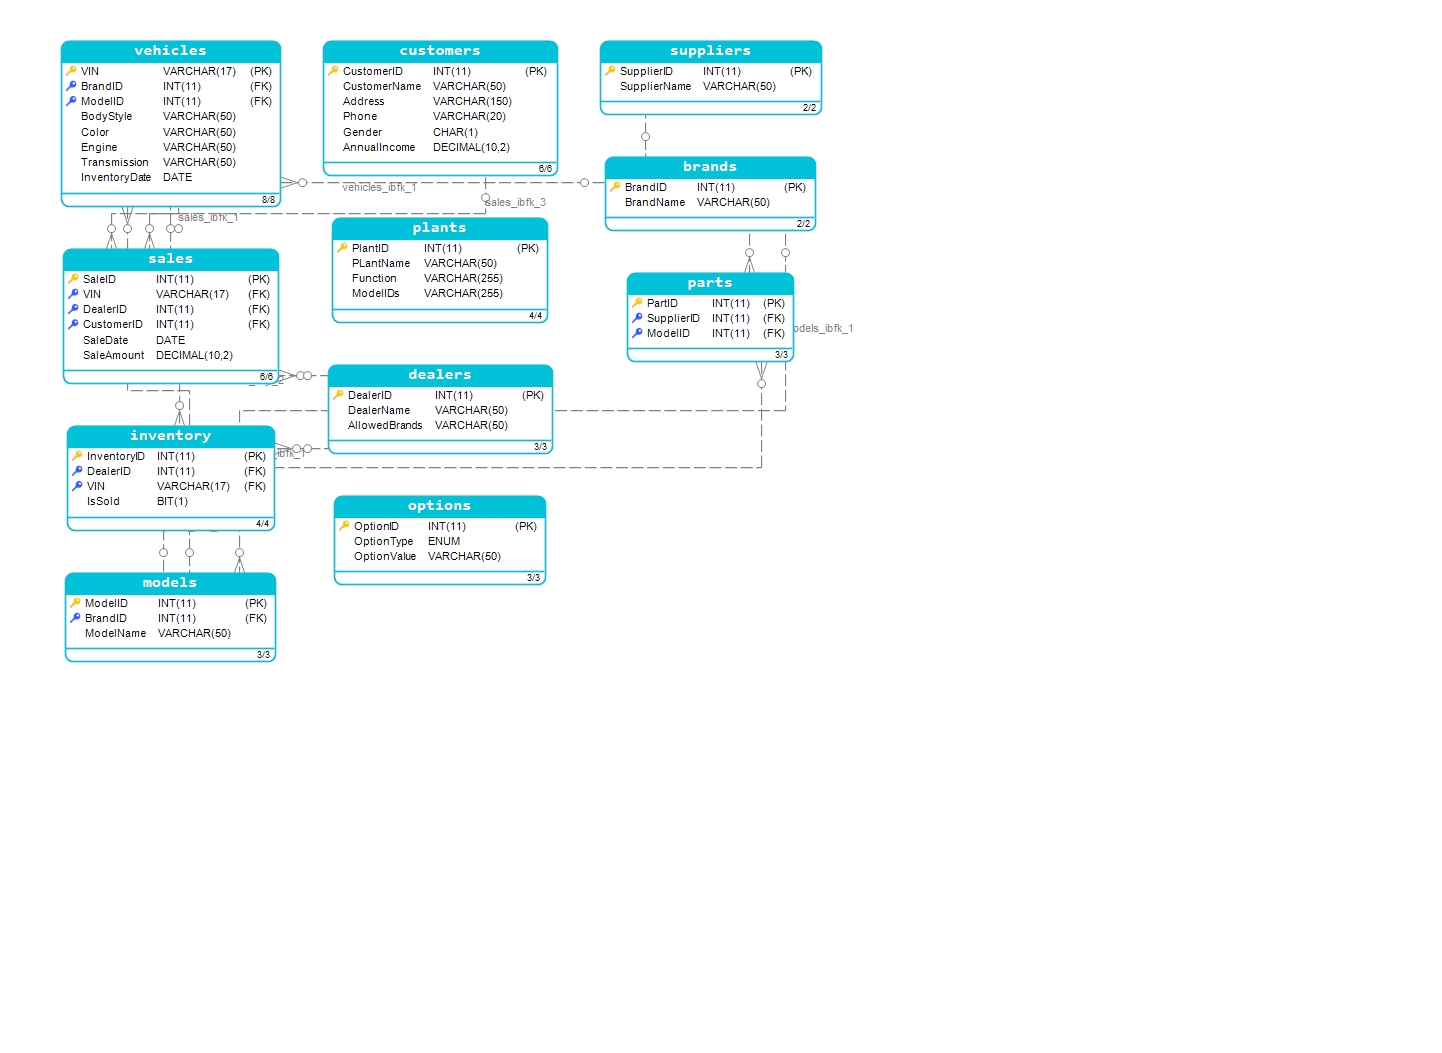 vehicles
VIN VARCHAR(17) (PK)
BrandID INT(11) (FK)
ModelID INT(11) (FK)
BodyStyle VARCHAR(50)
Color VARCHAR(50)
Engine VARCHAR(50)
Transmission VARCHAR(50)
InventoryDate DATE
8/8
customers
CustomerID INT(11) (PK)
CustomerName VARCHAR(50)
Address VARCHAR(150)
Phone VARCHAR(20)
Gender CHAR(1)
AnnualIncome DECIMAL(10,2)
6/6
suppliers
SupplierID INT(11) (PK)
SupplierName VARCHAR(50)
2/2
brands
BrandID INT(11) (PK)
BrandName VARCHAR(50)
2/2
vehicles_ibfk_1
sales_ibfk_3
sales_ibfk_1
plants
PlantID INT(11) (PK)
PLantName VARCHAR(50)
Function VARCHAR(255)
ModelIDs VARCHAR(255)
4/4
sales
SaleID INT(11) (PK)
VIN VARCHAR(17) (FK)
DealerID INT(11) (FK)
CustomerID INT(11) (FK)
SaleDate DATE
SaleAmount DECIMAL(10,2)
6/6
parts
PartID INT(11) (PK)
SupplierID INT(11) (FK)
ModelID INT(11) (FK)
3/3
odels_ibfk_1
dealers
DealerID INT(11) (PK)
DealerName VARCHAR(50)
AllowedBrands VARCHAR(50)
3/3
inventory
InventoryID INT(11) (PK)
DealerID INT(11) (FK)
VIN VARCHAR(17) (FK)
IsSold BIT(1)
4/4
options
OptionID INT(11) (PK)
OptionType ENUM
OptionValue VARCHAR(50)
3/3
models
ModelID INT(11) (PK)
BrandID INT(11) (FK)
ModelName VARCHAR(50)
3/3